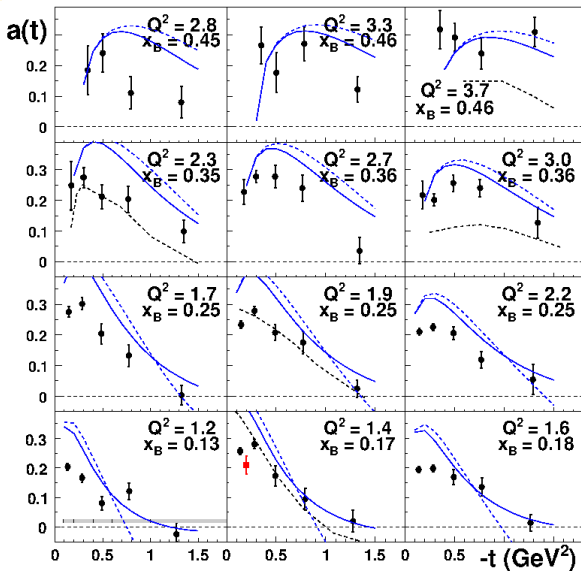 a(t)
Q² = 2.8
x_B = 0.45
Q² = 3.3
x_B = 0.46
Q² = 3.7
x_B = 0.46
0.3
0.2
0.1
0
Q² = 2.3
x_B = 0.35
Q² = 2.7
x_B = 0.36
Q² = 3.0
x_B = 0.36
0.3
0.2
0.1
0
Q² = 1.7
x_B = 0.25
Q² = 1.9
x_B = 0.25
Q² = 2.2
x_B = 0.25
0.3
0.2
0.1
0
Q² = 1.2
x_B = 0.13
Q² = 1.4
x_B = 0.17
Q² = 1.6
x_B = 0.18
0.3
0.2
0.1
0
0 0.5 1 1.5 0 0.5 1 1.5 0 0.5 1 1.5
-t (GeV²)